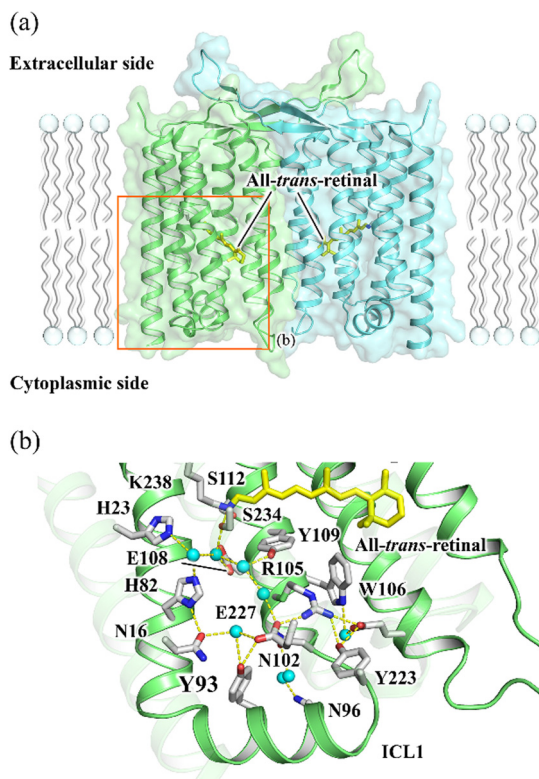 (a)
Extracellular side
All-trans-retinal
(b)
Cytoplasmic side
(b)
K238
S112
H23
S234
Y109
All-trans-retinal
E108
R105
W106
H82
E227
N16
N102
Y223
Y93
N96
ICL1